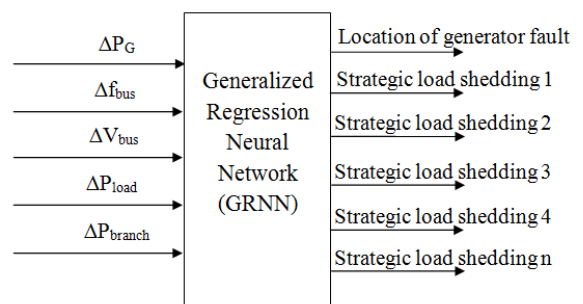 ΔP_G
Δf_bus
ΔV_bus
ΔP_load
ΔP_branch
Generalized
Regression
Neural
Network
(GRNN)
Location of generator fault
Strategic load shedding 1
Strategic load shedding 2
Strategic load shedding 3
Strategic load shedding 4
Strategic load shedding n